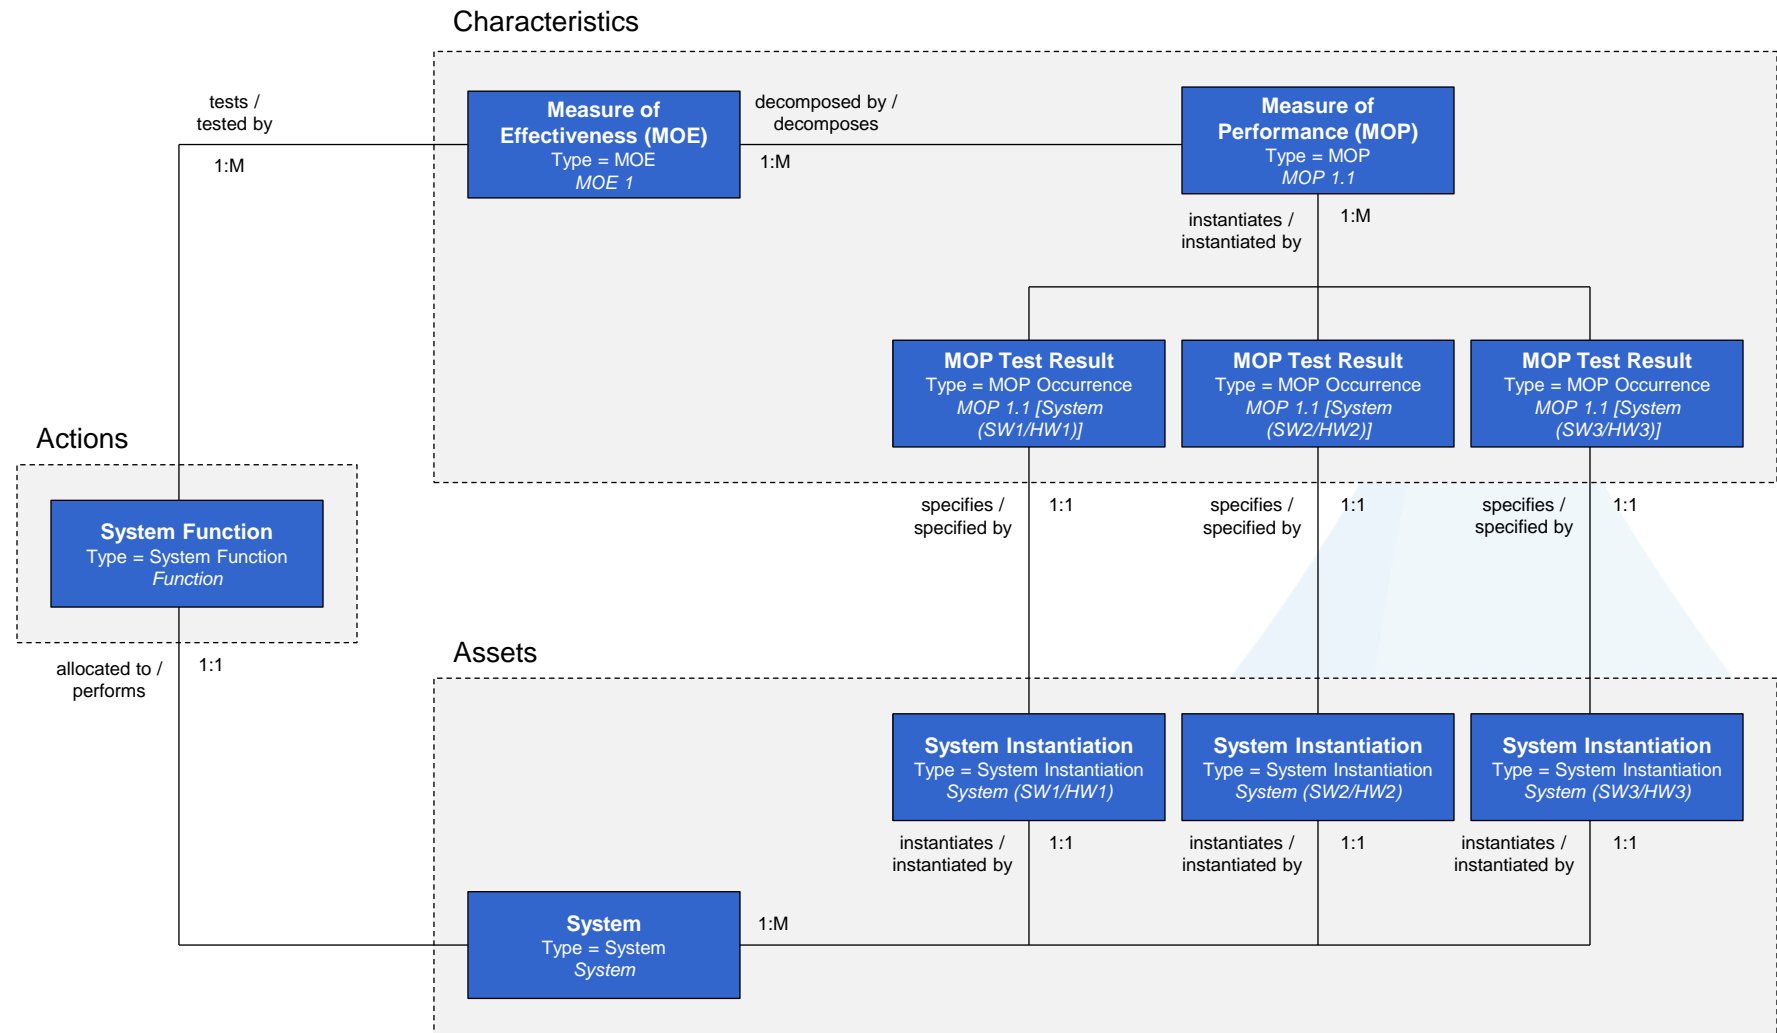 Characteristics
tests /
tested by
1:M
Measure of
Effectiveness (MOE)
Type = MOE
MOE 1
decomposed by /
decomposes
1:M
Measure of
Performance (MOP)
Type = MOP
MOP 1.1
instantiates /
instantiated by
1:M
MOP Test Result
Type = MOP Occurrence
MOP 1.1 [System
(SW1/HW1)]
MOP Test Result
Type = MOP Occurrence
MOP 1.1 [System
(SW2/HW2)]
MOP Test Result
Type = MOP Occurrence
MOP 1.1 [System
(SW3/HW3)]
Actions
System Function
Type = System Function
Function
specifies /
specified by
1:1
specifies /
specified by
1:1
specifies /
specified by
1:1
allocated to /
performs
1:1
Assets
System Instantiation
Type = System Instantiation
System (SW1/HW1)
System Instantiation
Type = System Instantiation
System (SW2/HW2)
System Instantiation
Type = System Instantiation
System (SW3/HW3)
instantiates /
instantiated by
1:1
instantiates /
instantiated by
1:1
instantiates /
instantiated by
1:1
System
Type = System
System
1:M